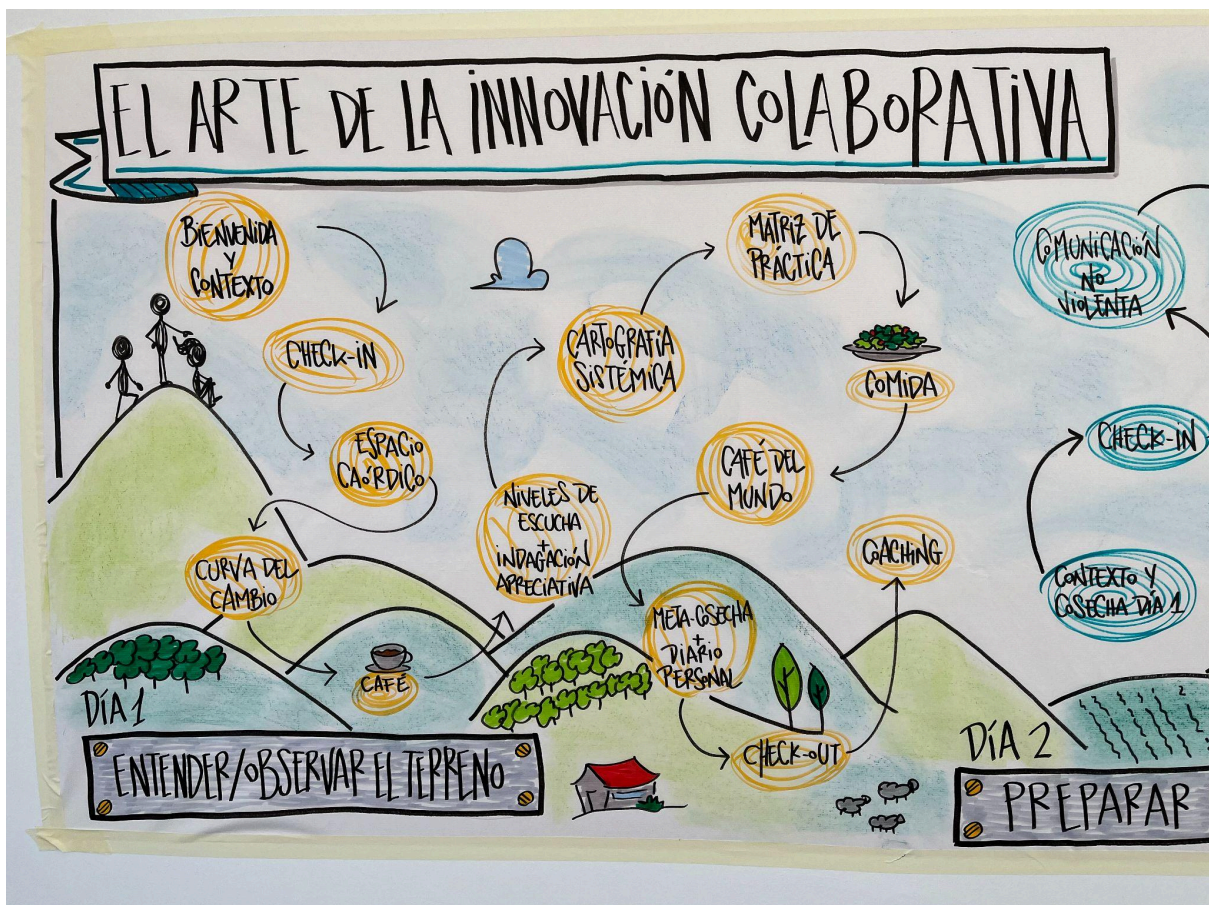 EL ARTE DE LA INNOVACIÓN COLABORATIVA
BIENVENIDA
Y
CONTEXTO
CHECK-IN
ESPACIO
CAÓRDICO
CURVA DEL
CAMBIO
CAFÉ
NIVELES DE
ESCUCHA
+
INDAGACIÓN
APRECIATIVA
CARTOGRAFÍA
SISTÉMICA
MATRIZ DE
PRÁCTICA
COMIDA
CAFÉ DEL
MUNDO
META-COSECHA
+
DIARIO
PERSONAL
CHECK-OUT
COACHING
DÍA 1
ENTENDER/OBSERVAR EL TERRENO
CONTEXTO Y
COSECHA DÍA 1
CHECK-IN
COMUNICACIÓN
NO
VIOLENTA
DÍA 2
PREPARAR